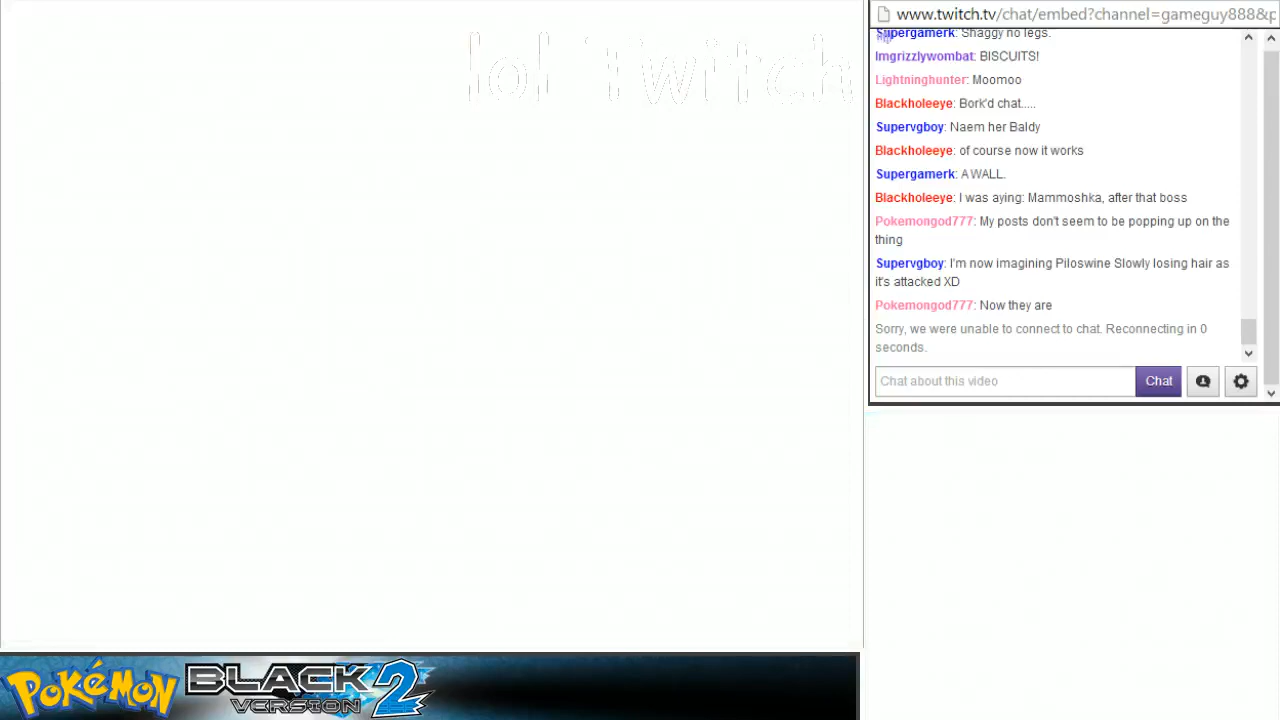 lol Twitch
www.twitch.tv/chat/embed?channel=gameguy888&p
Supergamerk: Shaggy no legs.
Imgrizzlywombat: BISCUITS!
Lightninghunter: Moomoo
Blackholeeye: Bork'd chat.....
Supervgboy: Naem her Baldy
Blackholeeye: of course now it works
Supergamerk: A WALL.
Blackholeeye: I was aying: Mammoshka, after that boss
Pokemongod777: My posts don't seem to be popping up on the
thing
Supervgboy: I'm now imagining Piloswine Slowly losing hair as
it's attacked XD
Pokemongod777: Now they are
Sorry, we were unable to connect to chat. Reconnecting in 0
seconds.
Chat about this video
Chat
POKéMON
BLACK
VERSION 2